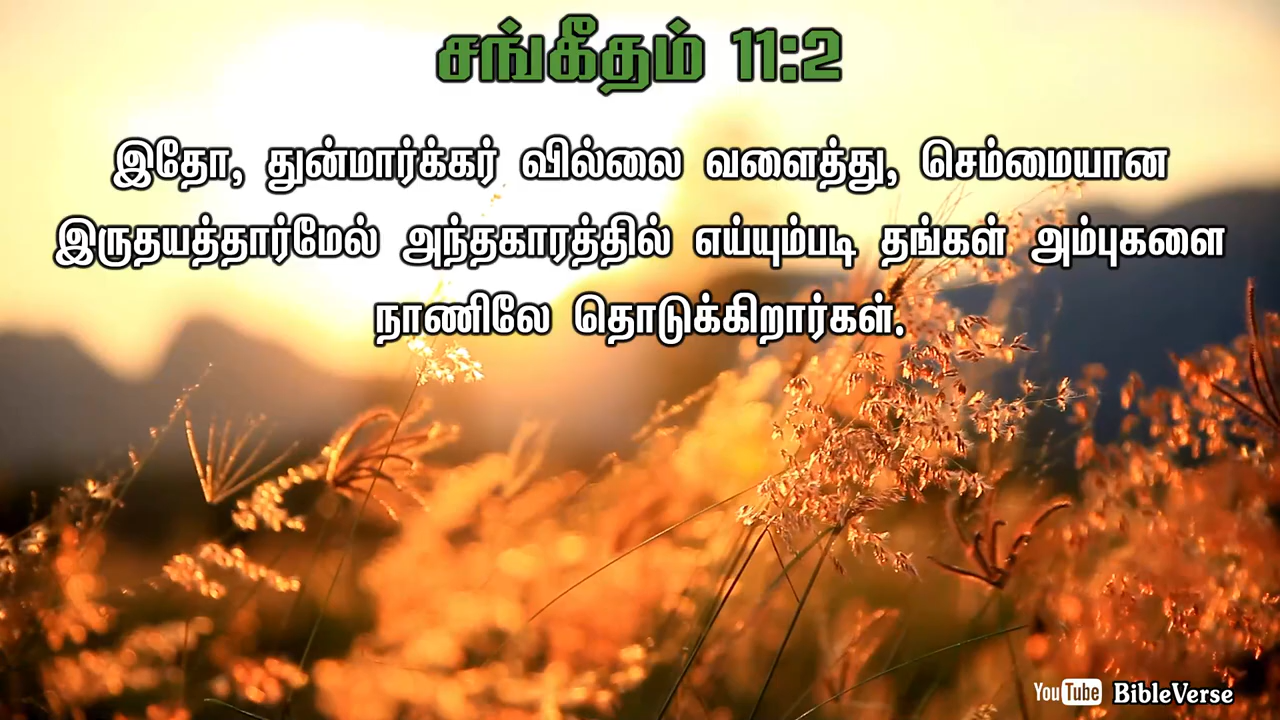 சங்கீதம் 11:2
இதோ, துன்மார்க்கர் வில்லை வளைத்து, செம்மையான
இருதயத்தார்மேல் அந்தகாரத்தில் எய்யும்படி தங்கள் அம்புகளை
நாணிலே தொடுக்கிறார்கள்.
YouTube BibleVerse